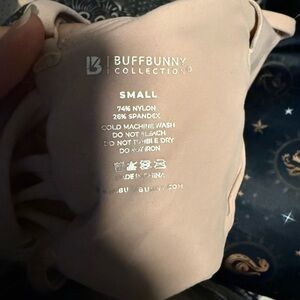 BUFFBUNNY
COLLECTION
SMALL
74% NYLON
26% SPANDEX
COLD MACHINE WASH
DO NOT BLEACH
DO NOT TUMBLE DRY
DO NOT IRON
MADE IN CHINA